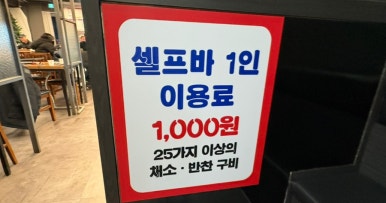 셀프바 1인
이용료
1,000원
25가지 이상의
채소·반찬 구비